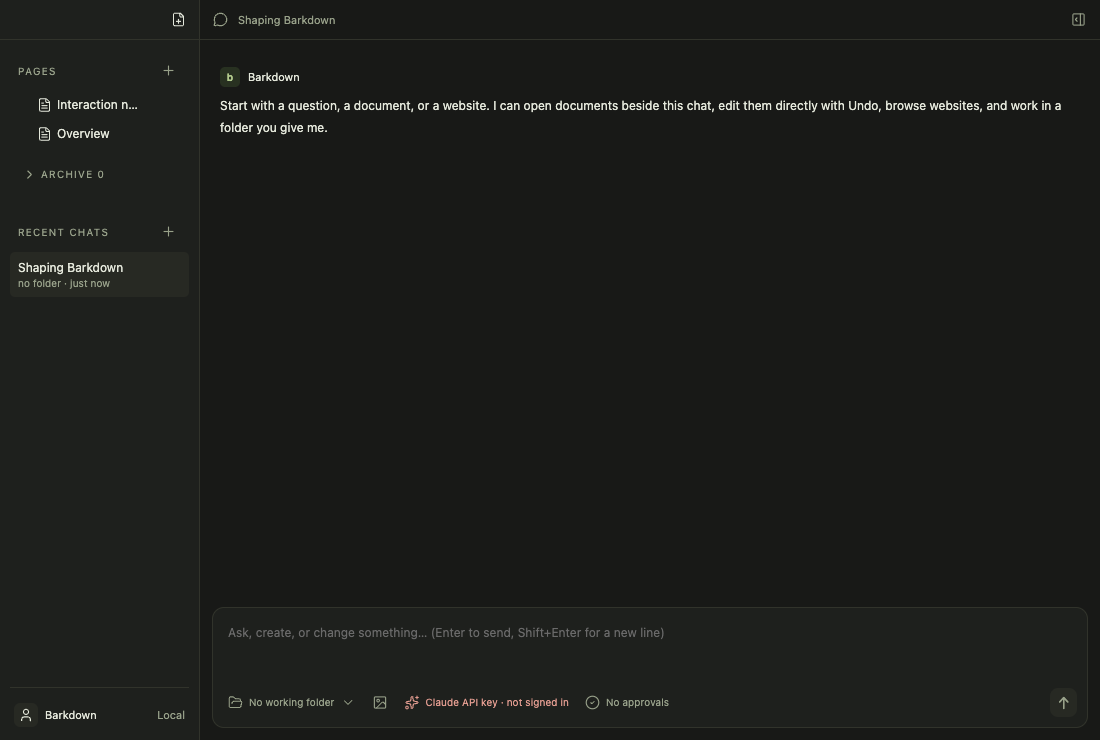 Shaping Barkdown
PAGES
Interaction n...
Overview
ARCHIVE 0
RECENT CHATS
Shaping Barkdown
no folder · just now
Barkdown
Local
b Barkdown
Start with a question, a document, or a website. I can open documents beside this chat, edit them directly with Undo, browse websites, and work in a
folder you give me.
Ask, create, or change something... (Enter to send, Shift+Enter for a new line)
No working folder
Claude API key · not signed in
No approvals